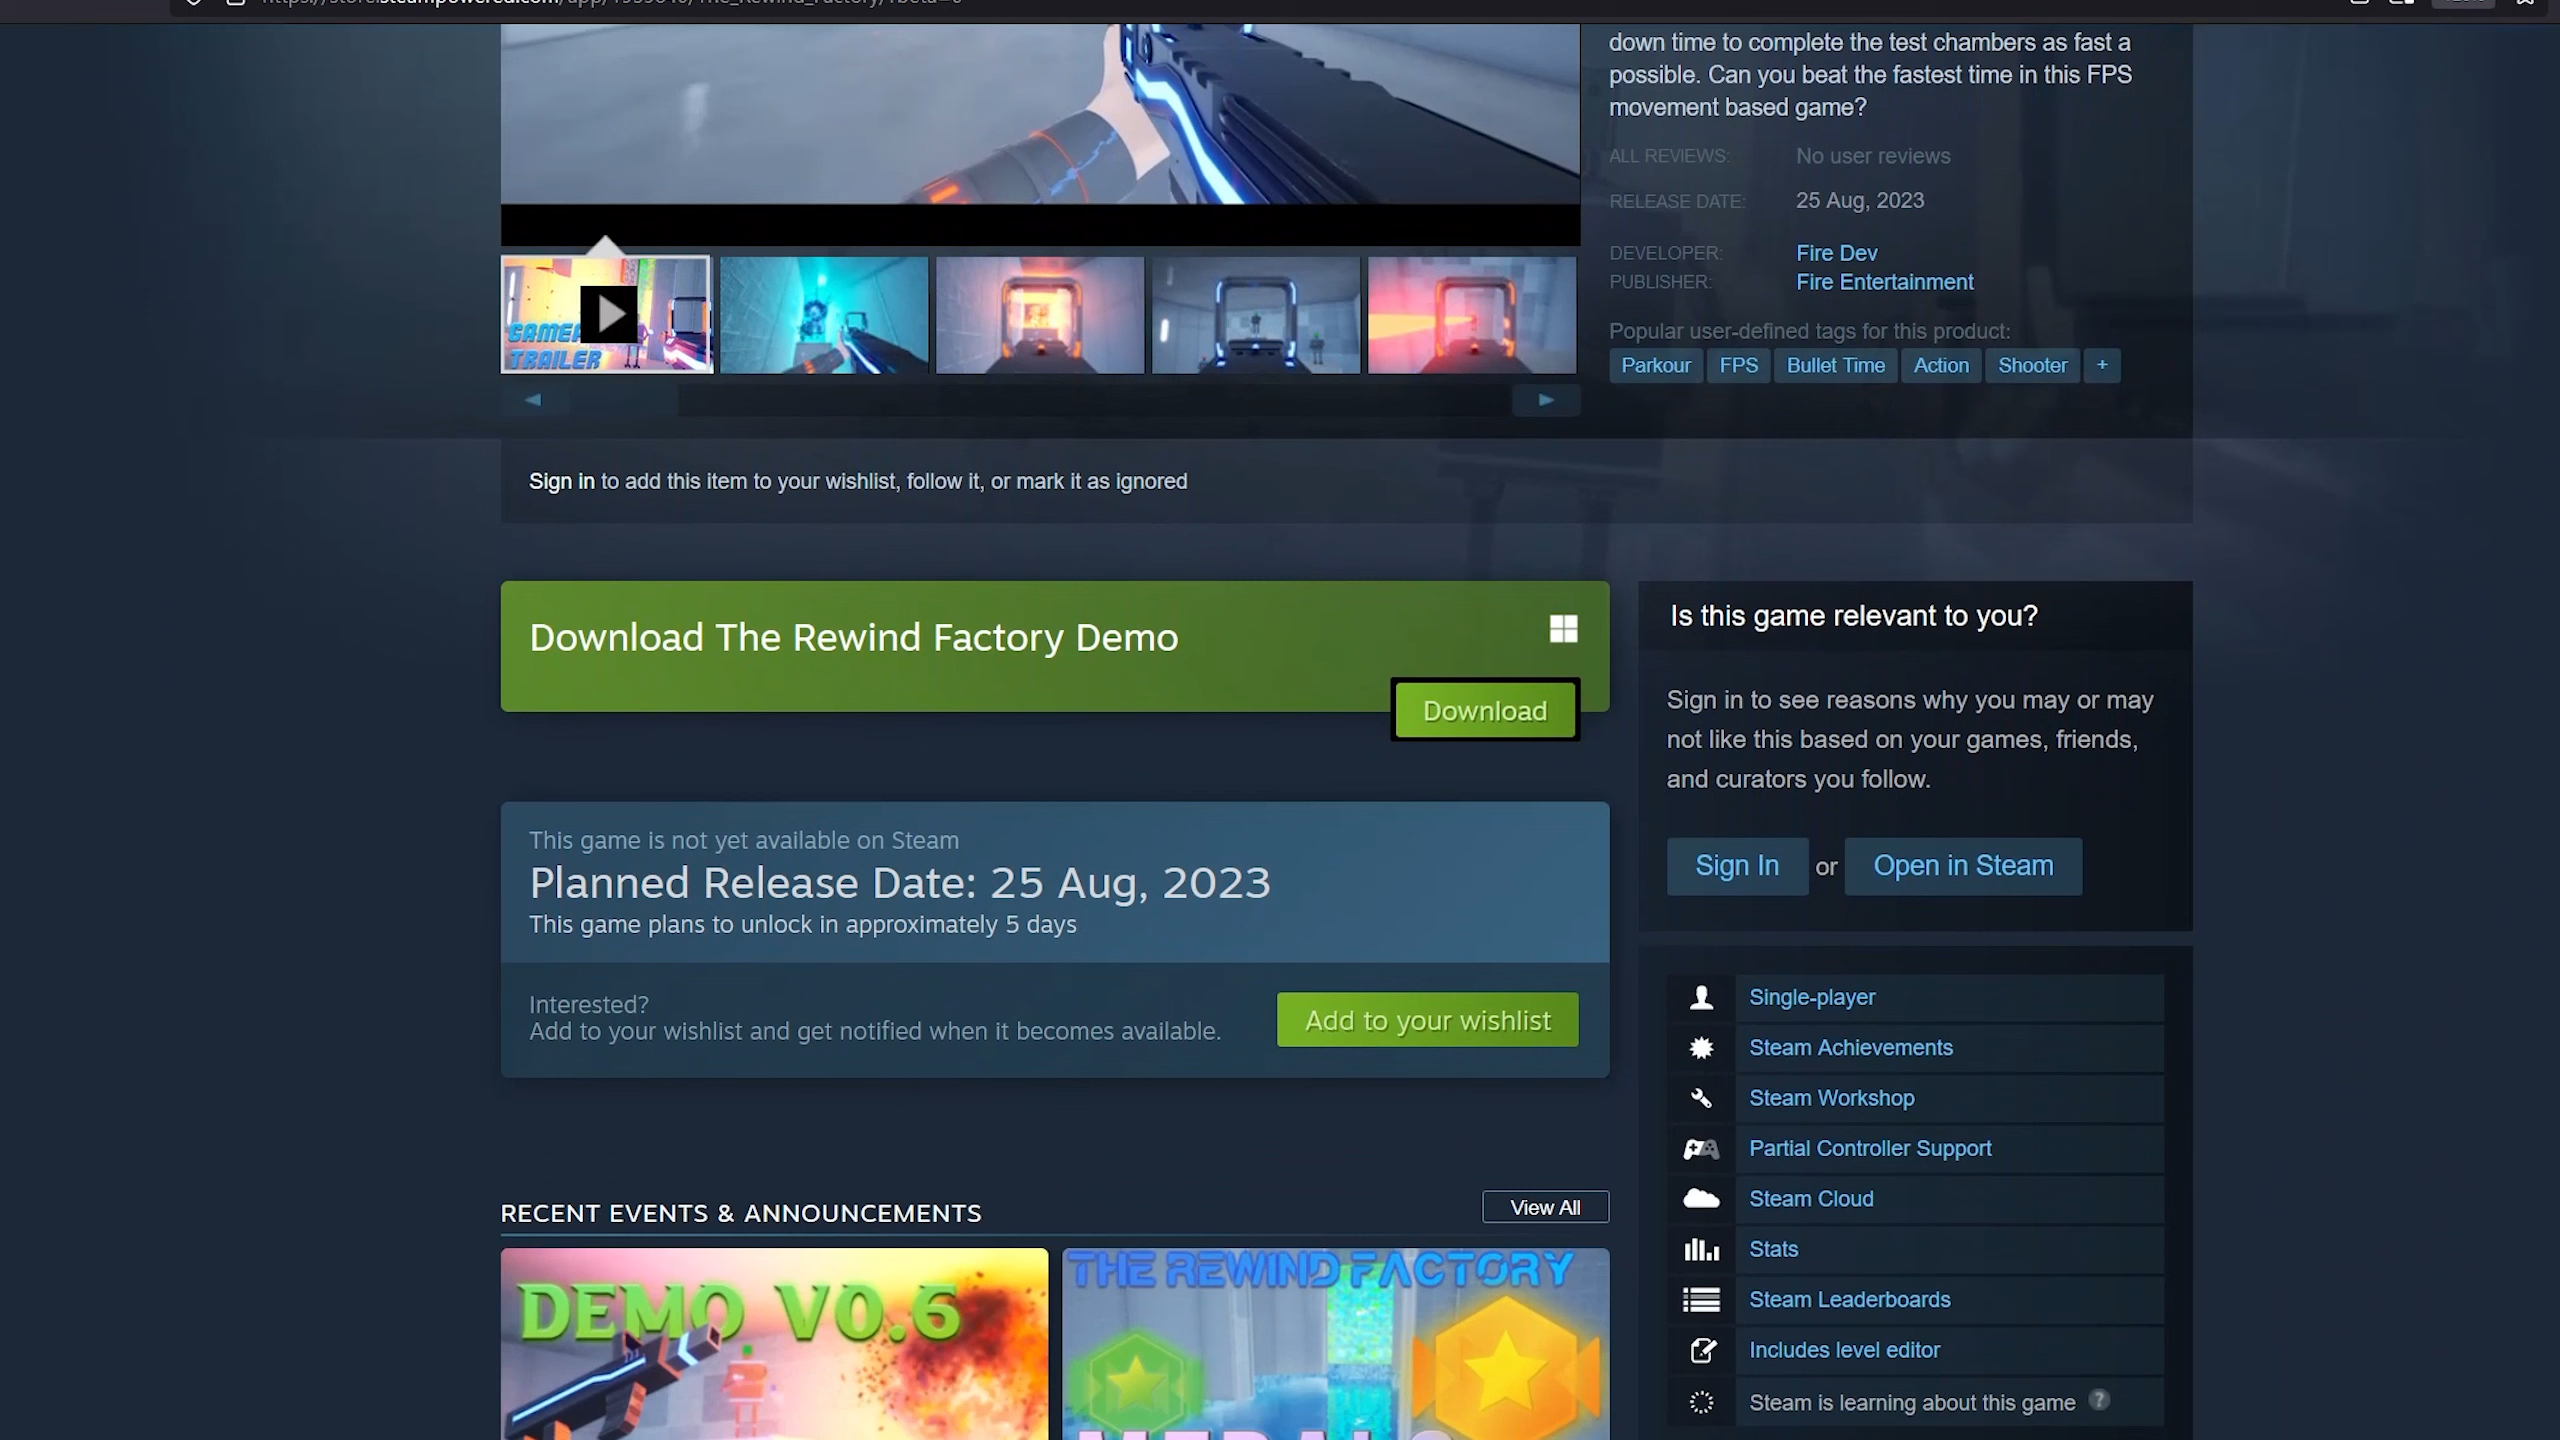 down time to complete the test chambers as fast a
possible. Can you beat the fastest time in this FPS
movement based game?
ALL REVIEWS: No user reviews
RELEASE DATE: 25 Aug, 2023
DEVELOPER: Fire Dev
PUBLISHER: Fire Entertainment
Popular user-defined tags for this product:
Parkour FPS Bullet Time Action Shooter +
TRAILER
Sign in to add this item to your wishlist, follow it, or mark it as ignored
Download The Rewind Factory Demo
Download
Is this game relevant to you?
Sign in to see reasons why you may or may
not like this based on your games, friends,
and curators you follow.
Sign In or Open in Steam
This game is not yet available on Steam
Planned Release Date: 25 Aug, 2023
This game plans to unlock in approximately 5 days
Interested?
Add to your wishlist and get notified when it becomes available.
Add to your wishlist
Single-player
Steam Achievements
Steam Workshop
Partial Controller Support
Steam Cloud
Stats
Steam Leaderboards
Includes level editor
Steam is learning about this game ?
RECENT EVENTS & ANNOUNCEMENTS
View All
DEMO V0.6
THE REWIND FACTORY